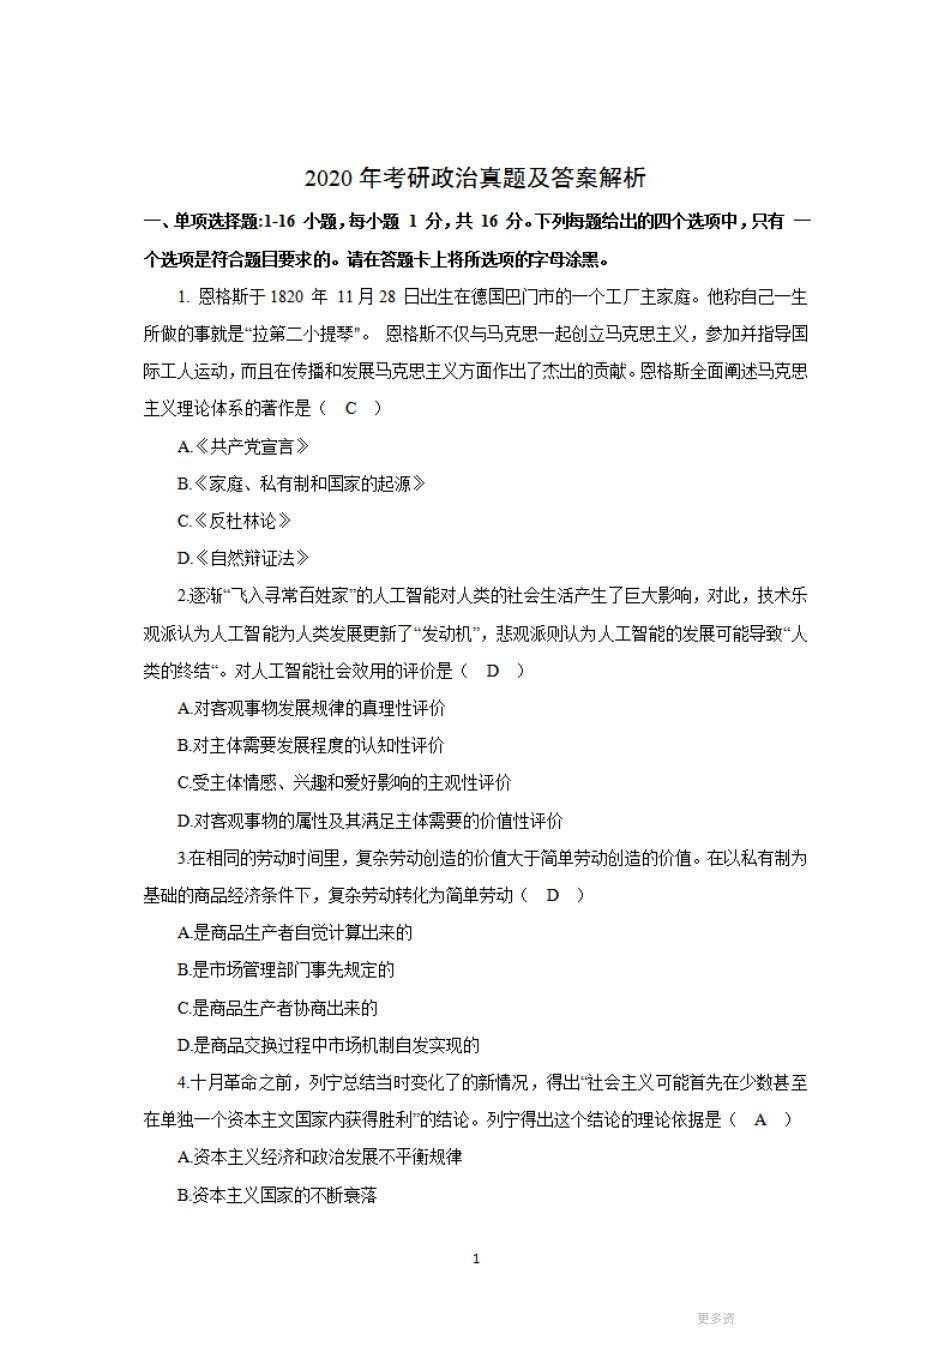 2020 年考研政治真题及答案解析
一、单项选择题:1-16 小题,每小题 1 分,共 16 分。下列每题给出的四个选项中,只有 一
个选项是符合题目要求的。请在答题卡上将所选项的字母涂黑。
1. 恩格斯于1820 年 11月28 日出生在德国巴门市的一个工厂主家庭。他称自己一生
所做的事就是“拉第二小提琴"。 恩格斯不仅与马克思一起创立马克思主义，参加并指导国
际工人运动,而且在传播和发展马克思主义方面作出了杰出的贡献。恩格斯全面阐述马克思
主义理论体系的著作是（ C ）
A.《共产党宣言》
B.《家庭、私有制和国家的起源》
C.《反杜林论》
D.《自然辩证法》
2.逐渐“飞入寻常百姓家”的人工智能对人类的社会生活产生了巨大影响，对此，技术乐
观派认为人工智能为人类发展更新了“发动机”，悲观派则认为人工智能的发展可能导致“人
类的终结“。对人工智能社会效用的评价是（ D ）
A.对客观事物发展规律的真理性评价
B.对主体需要发展程度的认知性评价
C.受主体情感、兴趣和爱好影响的主观性评价
D.对客观事物的属性及其满足主体需要的价值性评价
3.在相同的劳动时间里，复杂劳动创造的价值大于简单劳动创造的价值。在以私有制为
基础的商品经济条件下，复杂劳动转化为简单劳动（ D ）
A.是商品生产者自觉计算出来的
B.是市场管理部门事先规定的
C.是商品生产者协商出来的
D.是商品交换过程中市场机制自发实现的
4.十月革命之前，列宁总结当时变化了的新情况，得出“社会主义可能首先在少数甚至
在单独一个资本主文国家内获得胜利”的结论。列宁得出这个结论的理论依据是（ A ）
A.资本主义经济和政治发展不平衡规律
B.资本主义国家的不断衰落
1
更多资